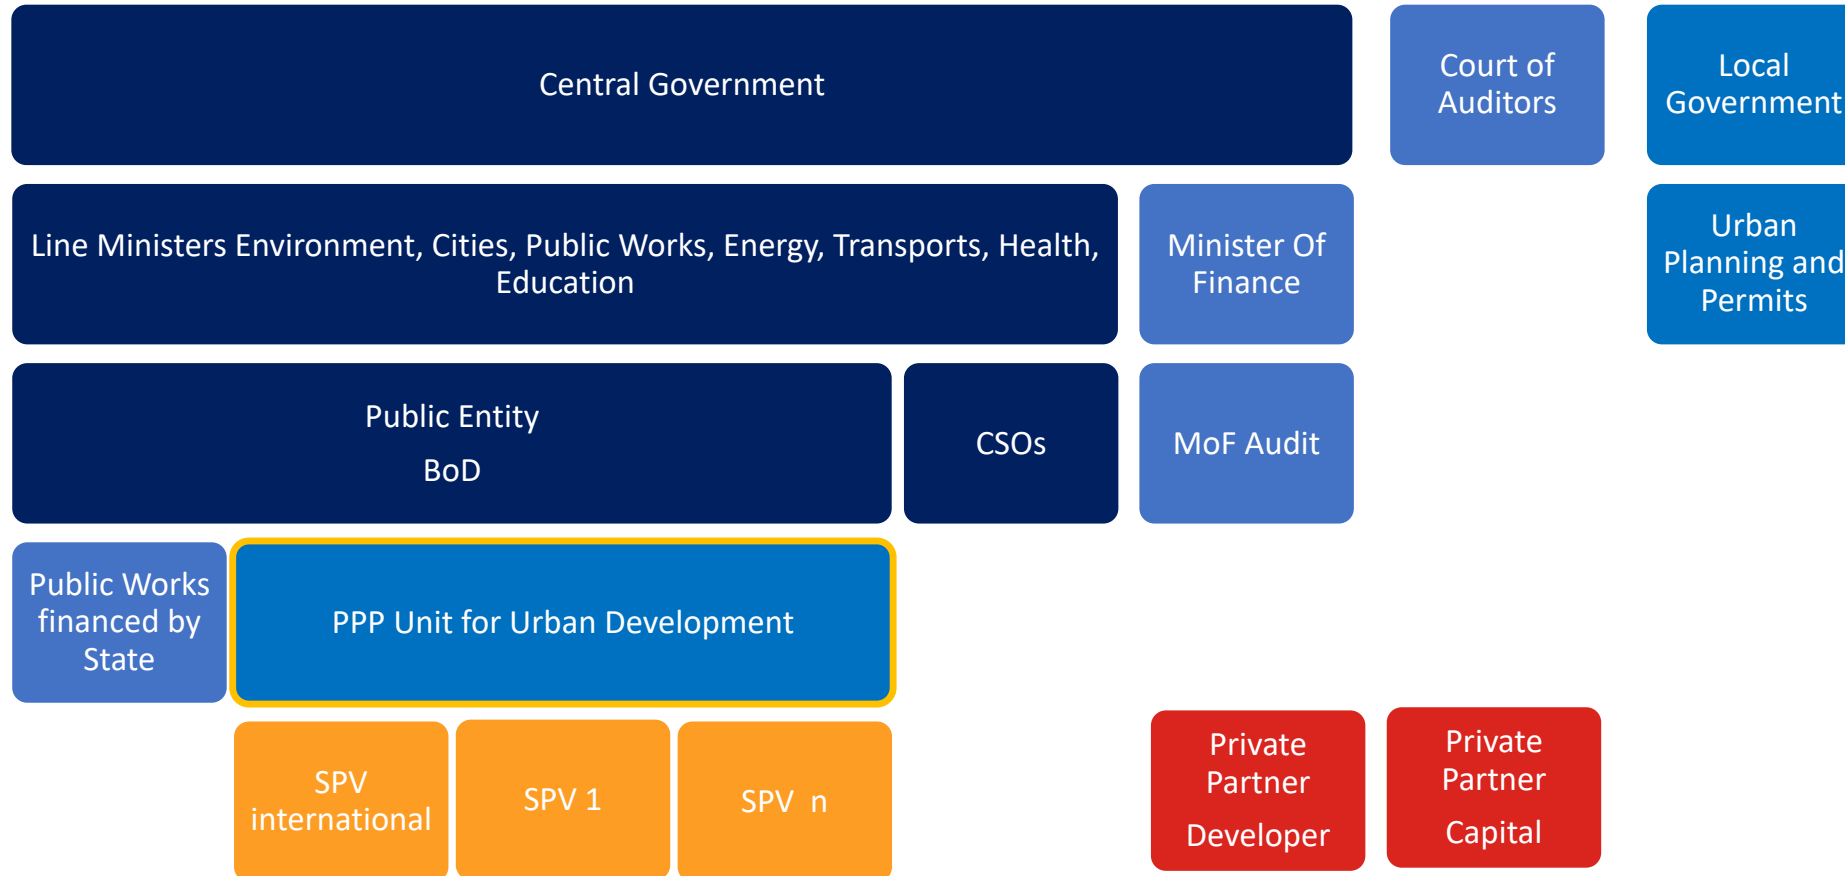 Central Government
Court of
Auditors
Local
Government
Line Ministers Environment, Cities, Public Works, Energy, Transports, Health,
Education
Minister Of
Finance
Urban
Planning and
Permits
Public Entity
BoD
CSOs
MoF Audit
Public Works
financed by
State
PPP Unit for Urban Development
SPV
international
SPV 1
SPV n
Private
Partner
Developer
Private
Partner
Capital